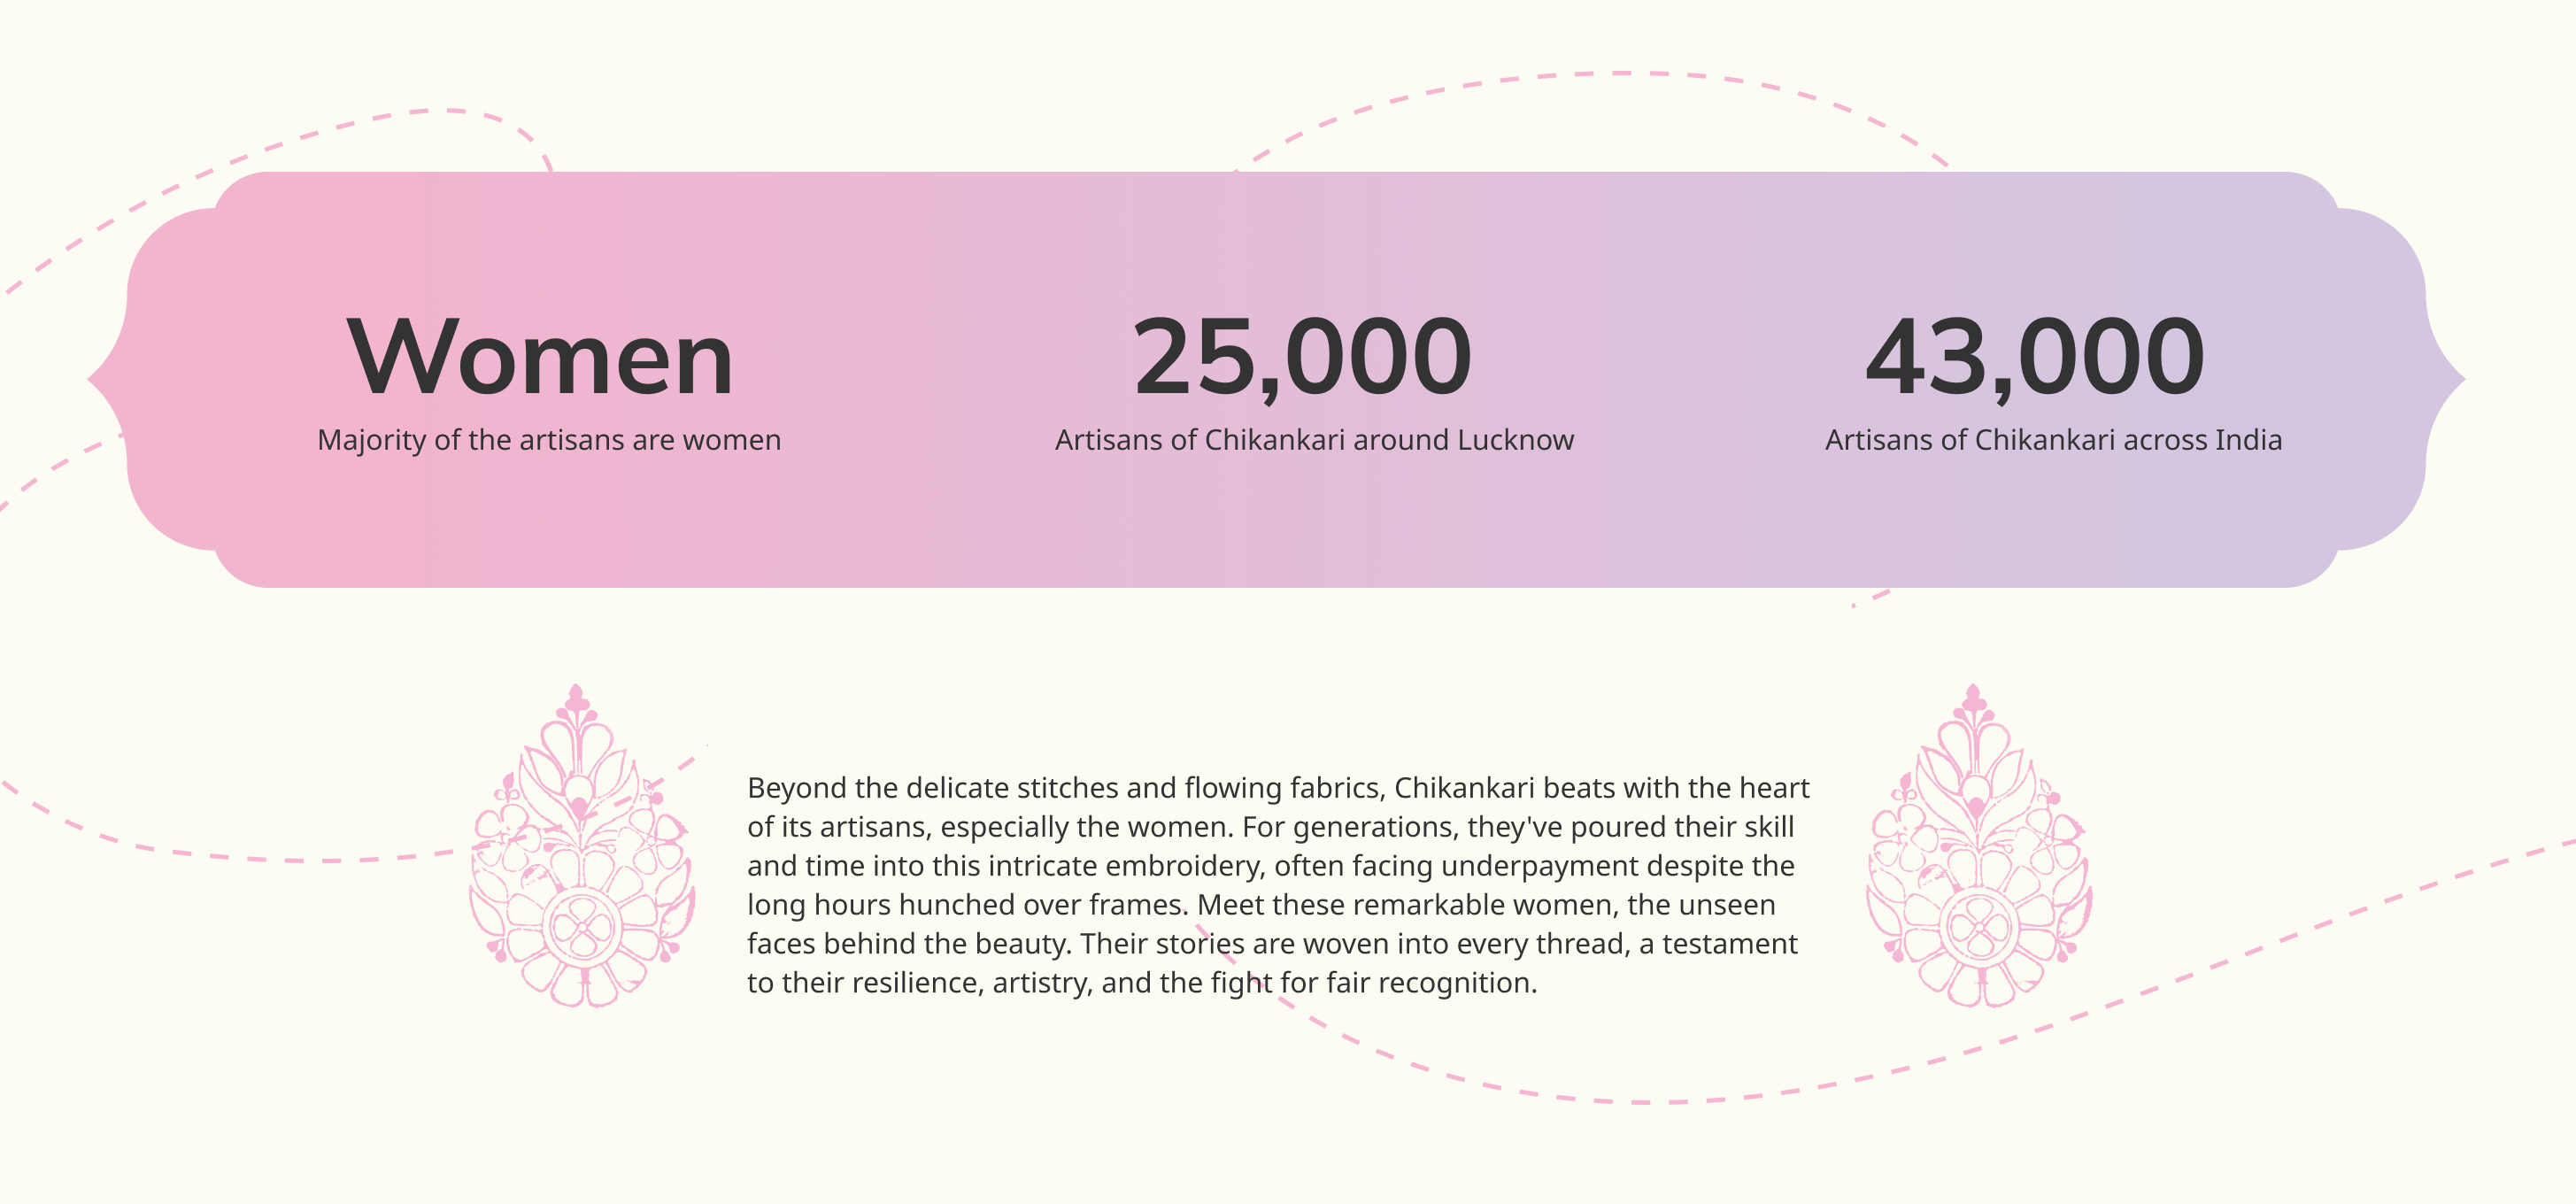 Women
Majority of the artisans are women
25,000
Artisans of Chikankari around Lucknow
43,000
Artisans of Chikankari across India
Beyond the delicate stitches and flowing fabrics, Chikankari beats with the heart
of its artisans, especially the women. For generations, they've poured their skill
and time into this intricate embroidery, often facing underpayment despite the
long hours hunched over frames. Meet these remarkable women, the unseen
faces behind the beauty. Their stories are woven into every thread, a testament
to their resilience, artistry, and the fight for fair recognition.